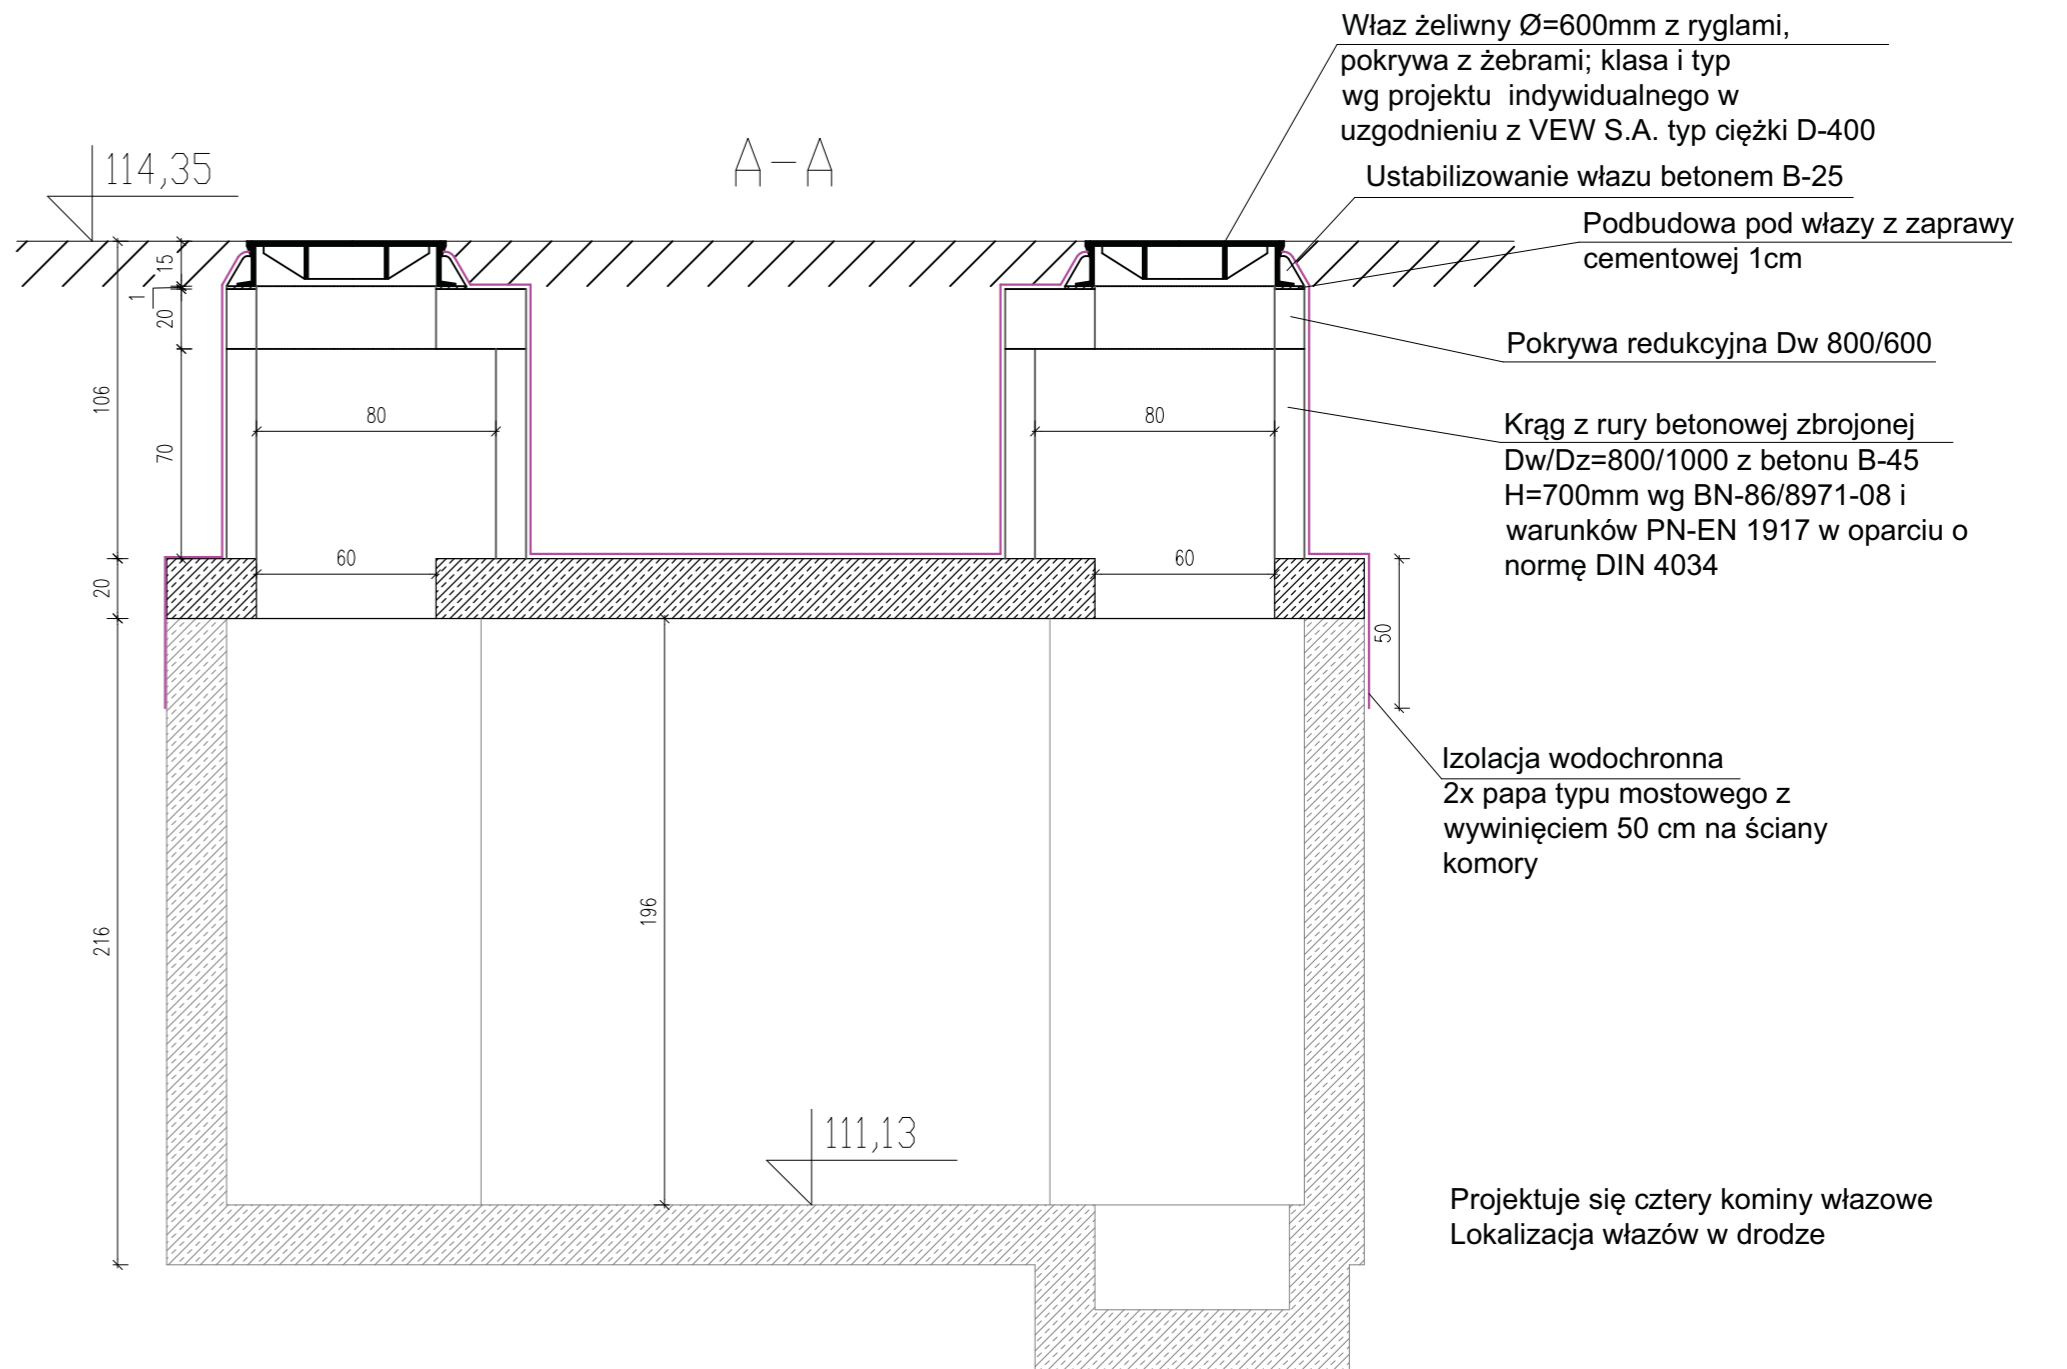 Właz żeliwny Ø=600mm z ryglami,
pokrywa z żebrami; klasa i typ
wg projektu indywidualnego w
uzgodnieniu z VEW S.A. typ ciężki D-400
A-A
114,35
Ustabilizowanie włazu betonem B-25
Podbudowa pod włazy z zaprawy
cementowej 1cm
15
1
20
Pokrywa redukcyjna Dw 800/600
106
70
80
80
Krąg z rury betonowej zbrojonej
Dw/Dz=800/1000 z betonu B-45
H=700mm wg BN-86/8971-08 i
warunków PN-EN 1917 w oparciu o
normę DIN 4034
60
60
20
50
Izolacja wodochronna
2x papa typu mostowego z
wywinięciem 50 cm na ściany
komory
196
216
111,13
Projektuje się cztery kominy włazowe
Lokalizacja włazów w drodze